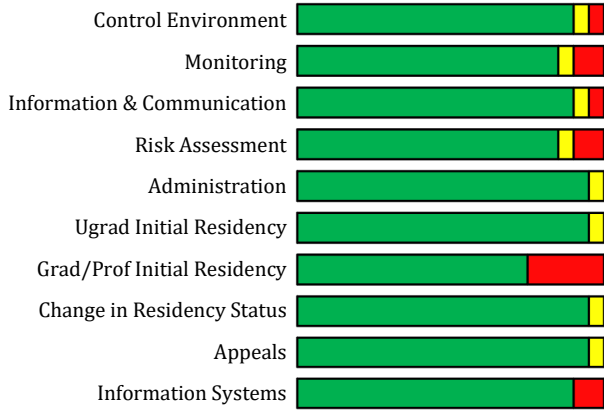 Control Environment
Monitoring
Information & Communication
Risk Assessment
Administration
Ugrad Initial Residency
Grad/Prof Initial Residency
Change in Residency Status
Appeals
Information Systems